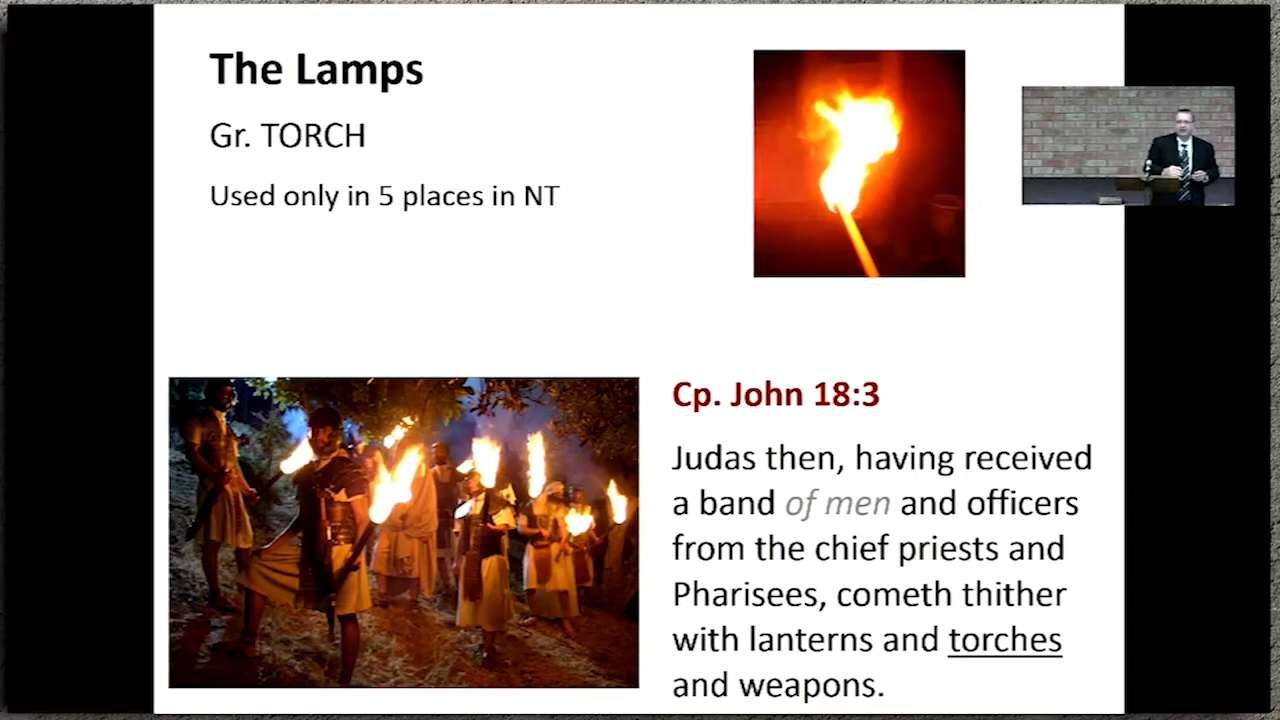 The Lamps
Gr. TORCH
Used only in 5 places in NT
Cp. John 18:3
Judas then, having received
a band of men and officers
from the chief priests and
Pharisees, cometh thither
with lanterns and torches
and weapons.